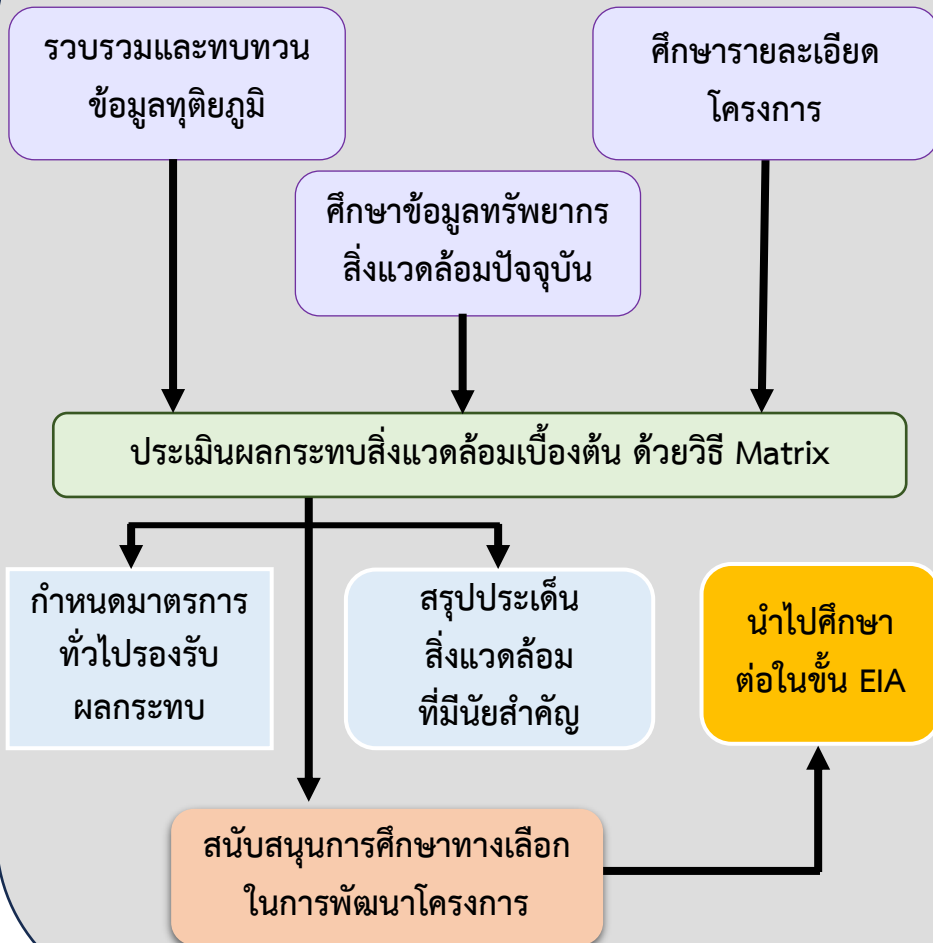 รวบรวมและทบทวน
ข้อมูลทุติยภูมิ
ศึกษารายละเอียด
โครงการ
ศึกษาข้อมูลทรัพยากร
สิ่งแวดล้อมปัจจุบัน
ประเมินผลกระทบสิ่งแวดล้อมเบื้องต้น ด้วยวิธี Matrix
กำหนดมาตรการ
ทั่วไปรองรับ
ผลกระทบ
สรุปประเด็น
สิ่งแวดล้อม
ที่มีนัยสำคัญ
นำไปศึกษา
ต่อในขั้น EIA
สนับสนุนการศึกษาทางเลือก
ในการพัฒนาโครงการ